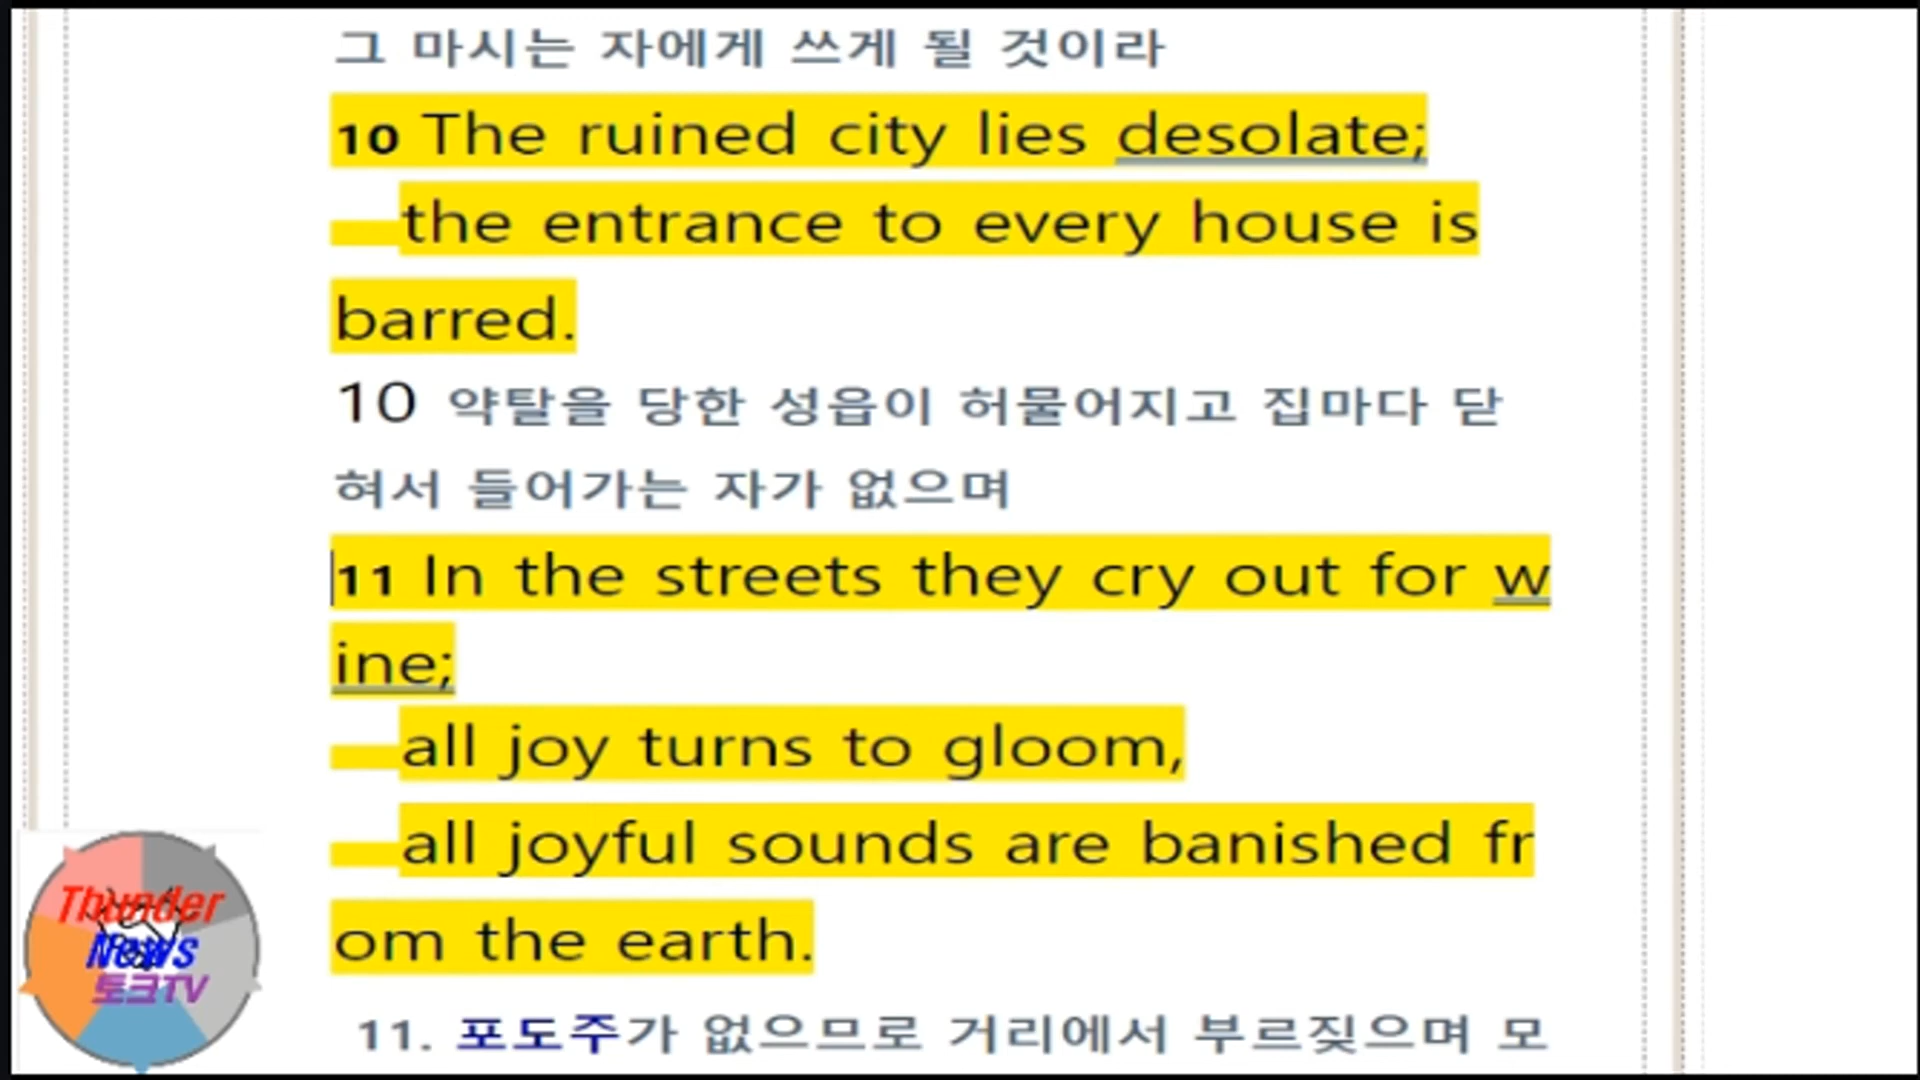 그 마시는 자에게 쓰게 될 것이라
10 The ruined city lies desolate;
the entrance to every house is
barred.
10 약탈을 당한 성읍이 허물어지고 집마다 닫
혀서 들어가는 자가 없으며
11 In the streets they cry out for w
ine;
all joy turns to gloom,
all joyful sounds are banished fr
om the earth.
11. 포도주가 없으므로 거리에서 부르짖으며 모
Thunder
News
토크TV